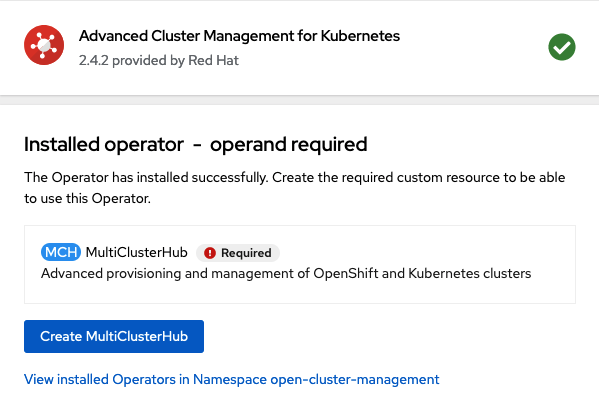 Advanced Cluster Management for Kubernetes
2.4.2 provided by Red Hat
Installed operator - operand required
The Operator has installed successfully. Create the required custom resource to be able
to use this Operator.
MCH MultiClusterHub Required
Advanced provisioning and management of OpenShift and Kubernetes clusters
Create MultiClusterHub
View installed Operators in Namespace open-cluster-management